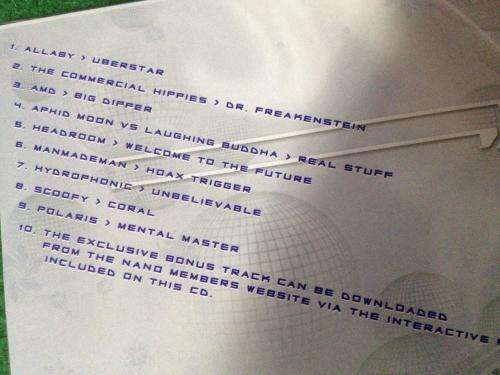 1. ALLABY > UBERSTAR
2. THE COMMERCIAL HIPPIES > DR. FREAKENSTEIN
3. AMD > BIG DIPPER
4. APHID MOON VS LAUGHING BUDDHA > REAL STUFF
5. HEADROOM > WELCOME TO THE FUTURE
6. MANMADEMAN > HOAX TRIGGER
7. HYDROPHONIC > UNBELIEVABLE
8. SCOOPY > CORAL
9. POLARIS > MENTAL MASTER
10. THE EXCLUSIVE BONUS TRACK CAN BE DOWNLOADED
FROM THE NANO MEMBERS WEBSITE VIA THE INTERACTIVE
INCLUDED ON THIS CD.